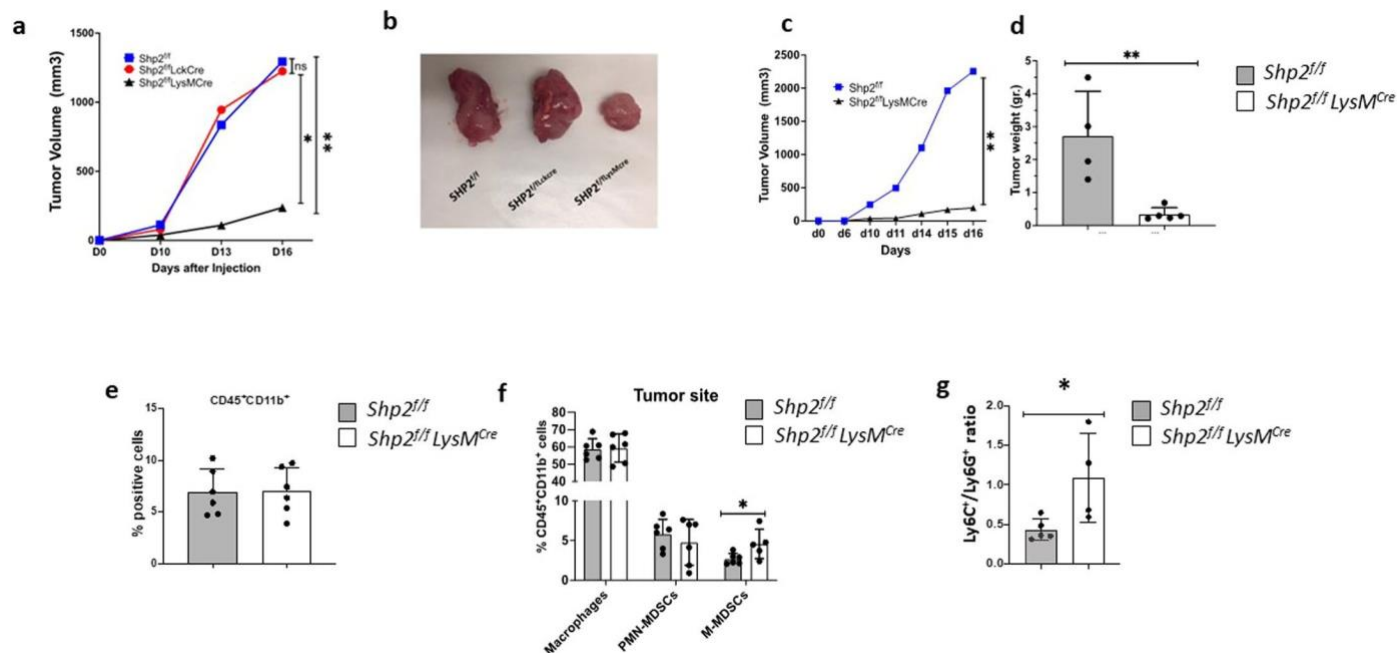 a
1500
1000
500
0
Tumor Volume (mm3)
Shp2f/f
Shp2f/fLckCre
Shp2f/fLysMCre
ns
*
**
D0
D10
D13
D16
Days after Injection
b
SHP2f/f
SHP2f/fLckcre
SHP2f/fLysMcre
c
2500
2000
1500
1000
500
0
Tumor Volume (mm3)
Shp2f/f
Shp2f/fLysMCre
**
d0
d6
d10
d11
d14
d15
d16
Days
d
5
4
3
2
1
0
Tumor weight (gr.)
**
Shp2f/f
Shp2f/f LysMCre
e
CD45+CD11b+
15
10
5
0
% positive cells
Shp2f/f
Shp2f/f LysMCre
f
Tumor site
80
70
60
50
40
10
5
0
% CD45+CD11b+ cells
*
Macrophages
PMN-MDSCs
M-MDSCs
Shp2f/f
Shp2f/f LysMCre
g
2.0
1.5
1.0
0.5
0.0
Ly6C+/Ly6G+ ratio
*
Shp2f/f
Shp2f/f LysMCre